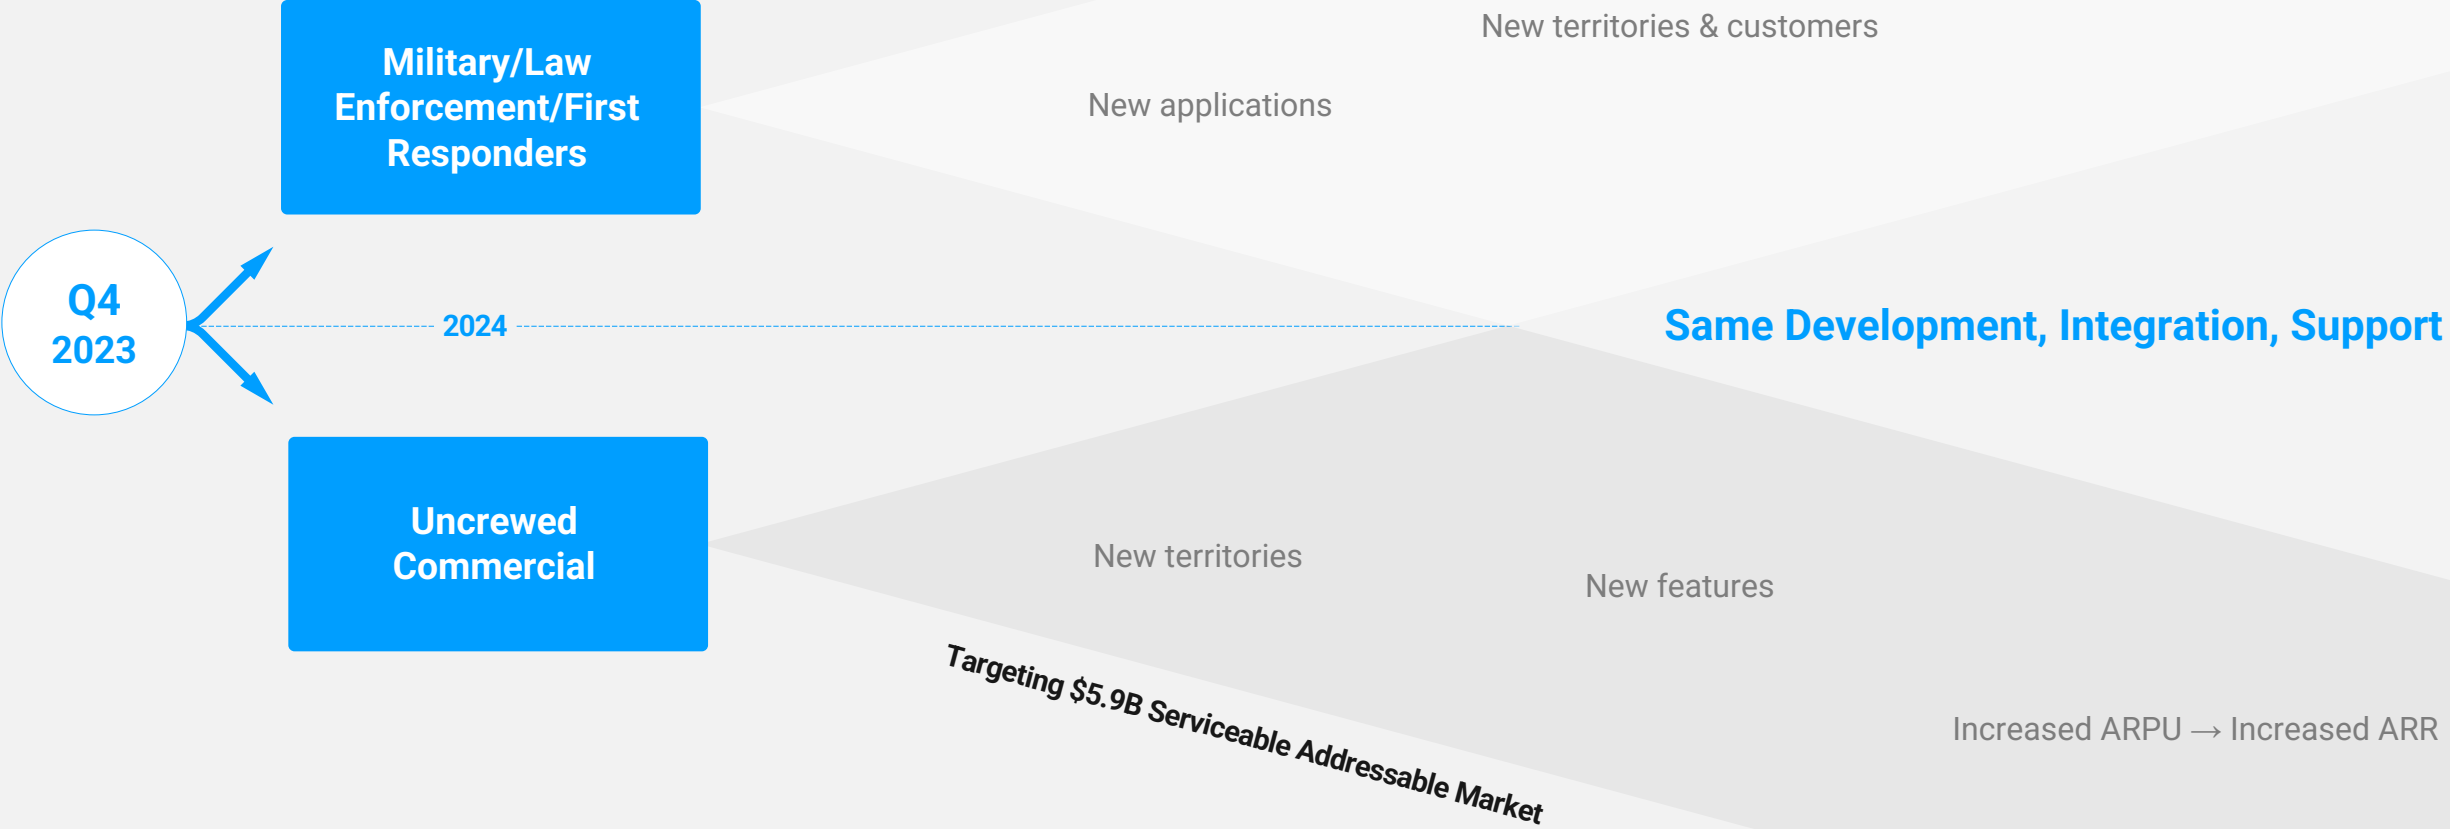 New territories & customers
Military/Law
Enforcement/First
Responders
New applications
Q4
2023
2024
Same Development, Integration, Support
Uncrewed
Commercial
New territories
New features
Targeting $5.9B Serviceable Addressable Market
Increased ARPU → Increased ARR